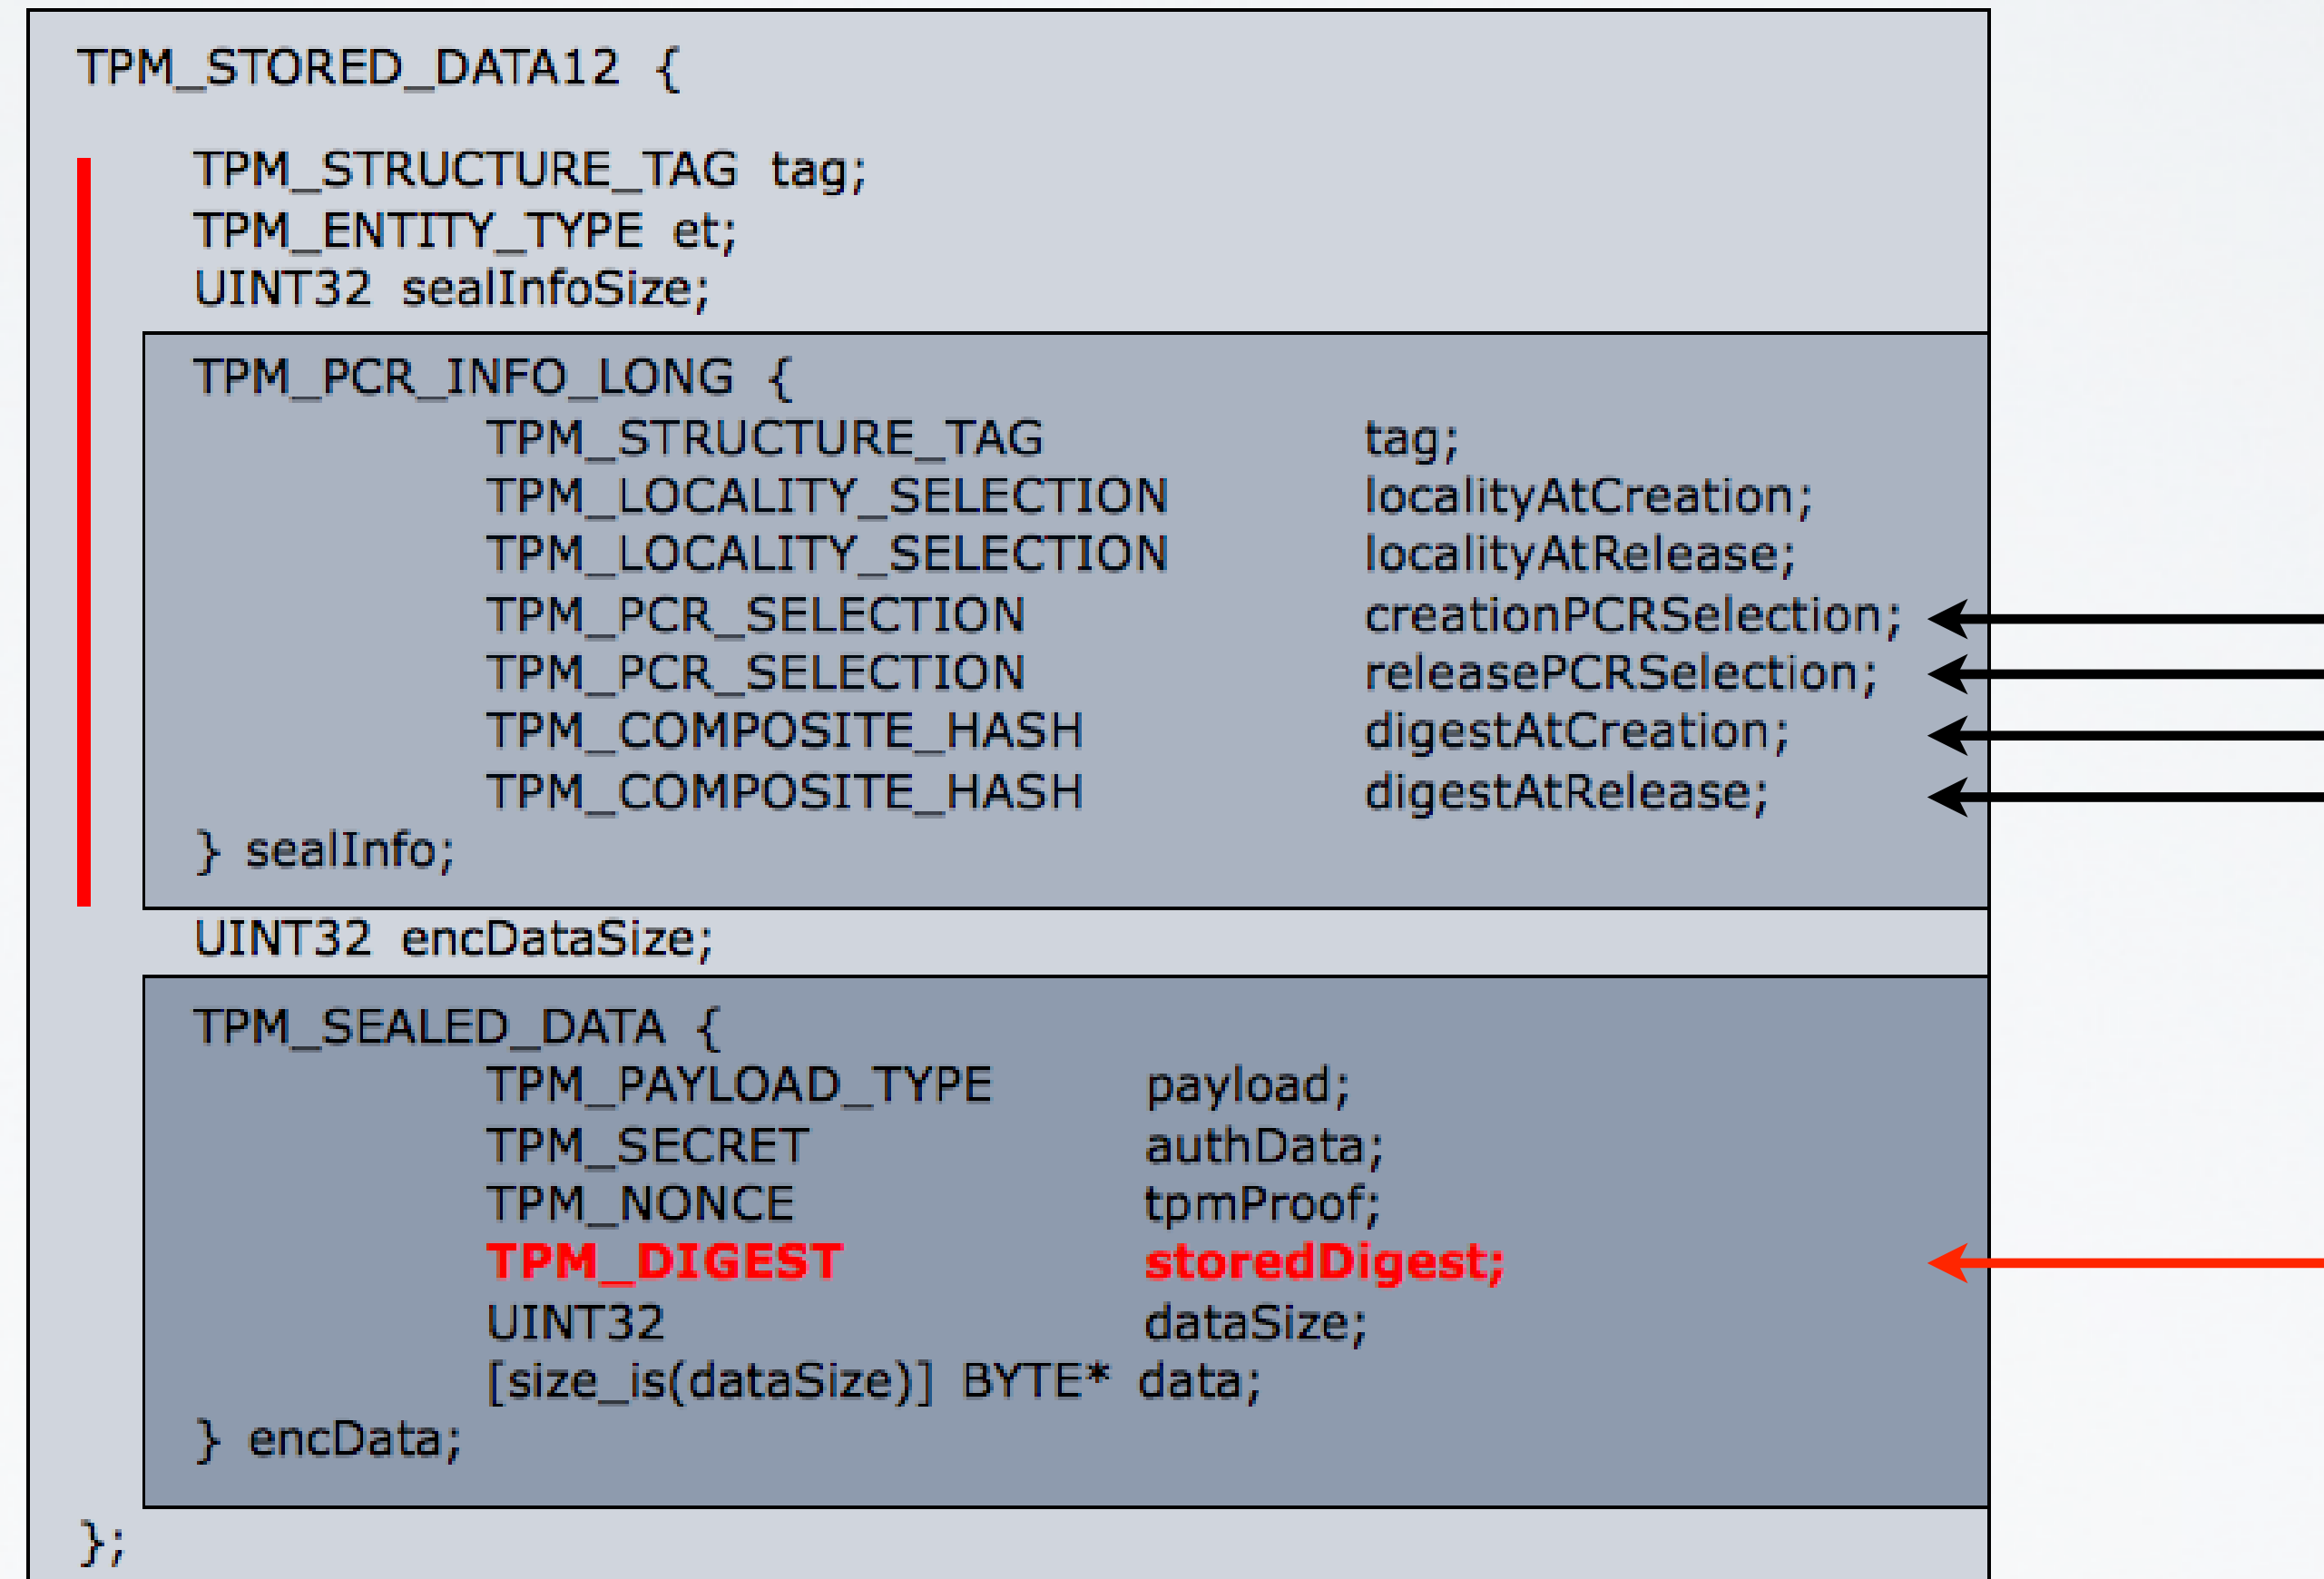 TPM_STORED_DATA12 {
TPM_STRUCTURE_TAG tag;
TPM_ENTITY_TYPE et;
UINT32 sealInfoSize;
TPM_PCR_INFO_LONG {
TPM_STRUCTURE_TAG tag;
TPM_LOCALITY_SELECTION localityAtCreation;
TPM_LOCALITY_SELECTION localityAtRelease;
TPM_PCR_SELECTION creationPCRSelection;
TPM_PCR_SELECTION releasePCRSelection;
TPM_COMPOSITE_HASH digestAtCreation;
TPM_COMPOSITE_HASH digestAtRelease;
} sealInfo;
UINT32 encDataSize;
TPM_SEALED_DATA {
TPM_PAYLOAD_TYPE payload;
TPM_SECRET authData;
TPM_NONCE tpmProof;
TPM_DIGEST storedDigest;
UINT32 dataSize;
[size_is(dataSize)] BYTE* data;
} encData;
};